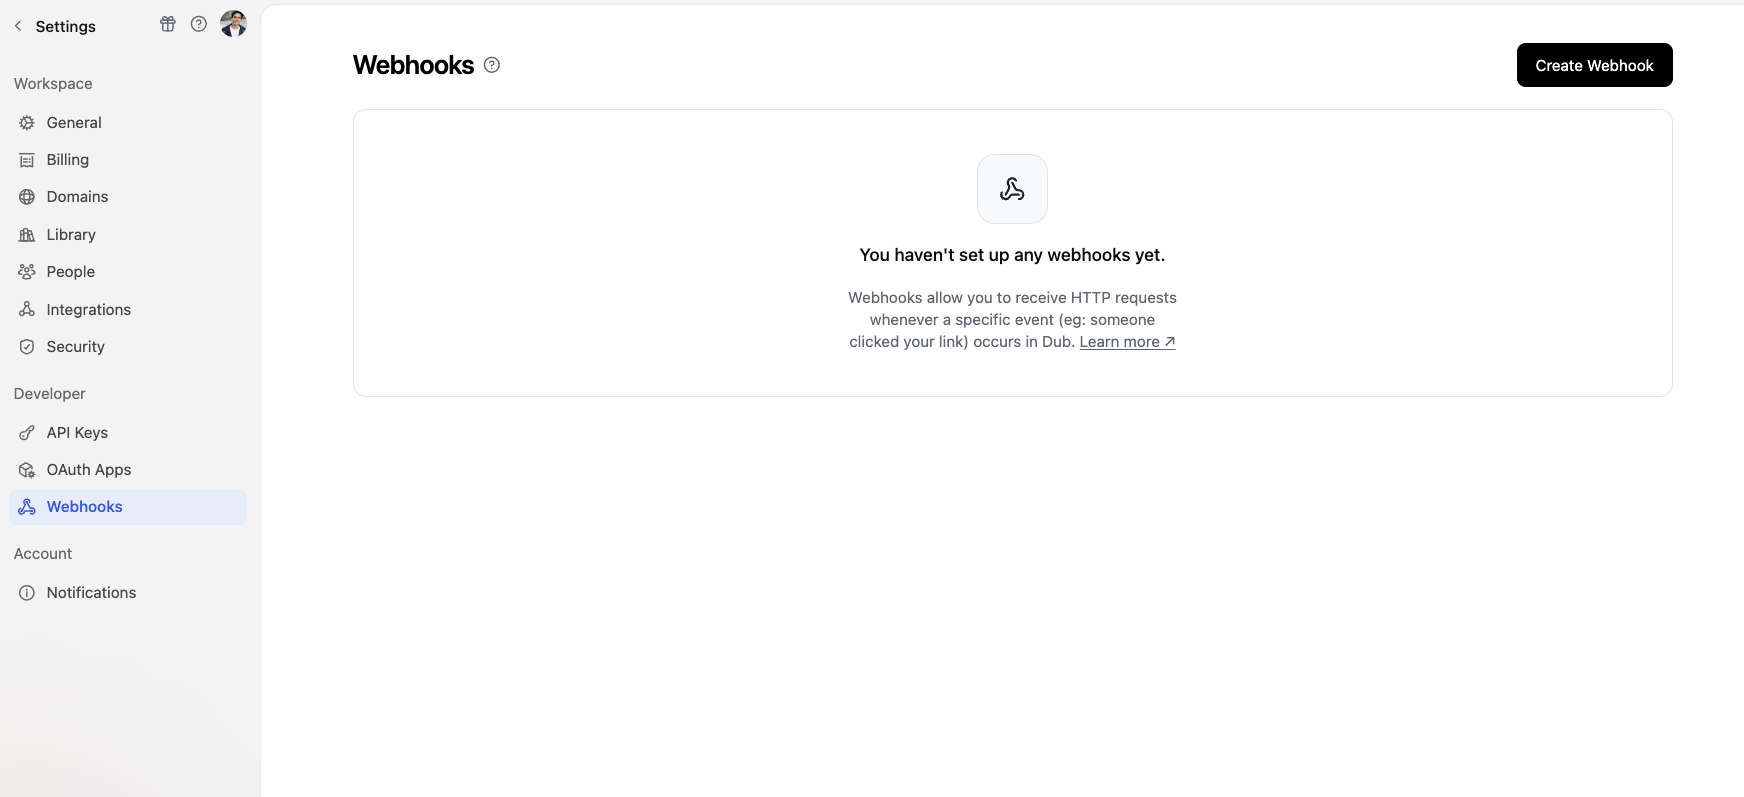 Settings
Workspace
General
Billing
Domains
Library
People
Integrations
Security
Developer
API Keys
OAuth Apps
Webhooks
Account
Notifications
Webhooks
Create Webhook
You haven't set up any webhooks yet.
Webhooks allow you to receive HTTP requests
whenever a specific event (eg: someone
clicked your link) occurs in Dub. Learn more ↗